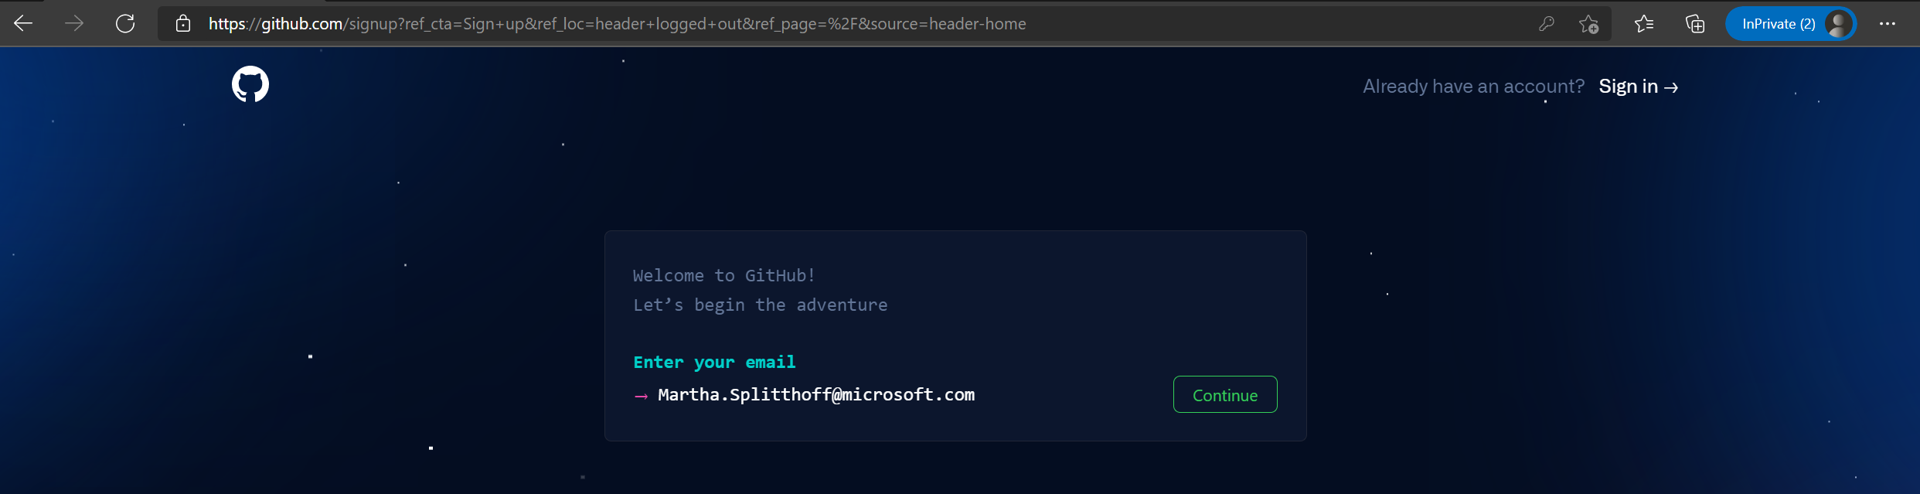 https://github.com/signup?ref_cta=Sign+up&ref_loc=header+logged+out&ref_page=%2F&source=header-home
InPrivate (2)
Already have an account? Sign in →
Welcome to GitHub!
Let’s begin the adventure
Enter your email
→ Martha.Splitthoff@microsoft.com
Continue